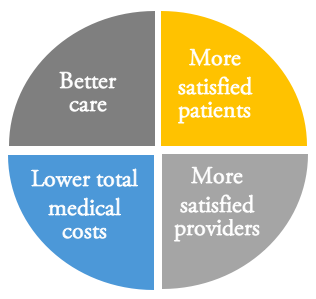 Better
care
More
satisfied
patients
Lower total
medical
costs
More
satisfied
providers